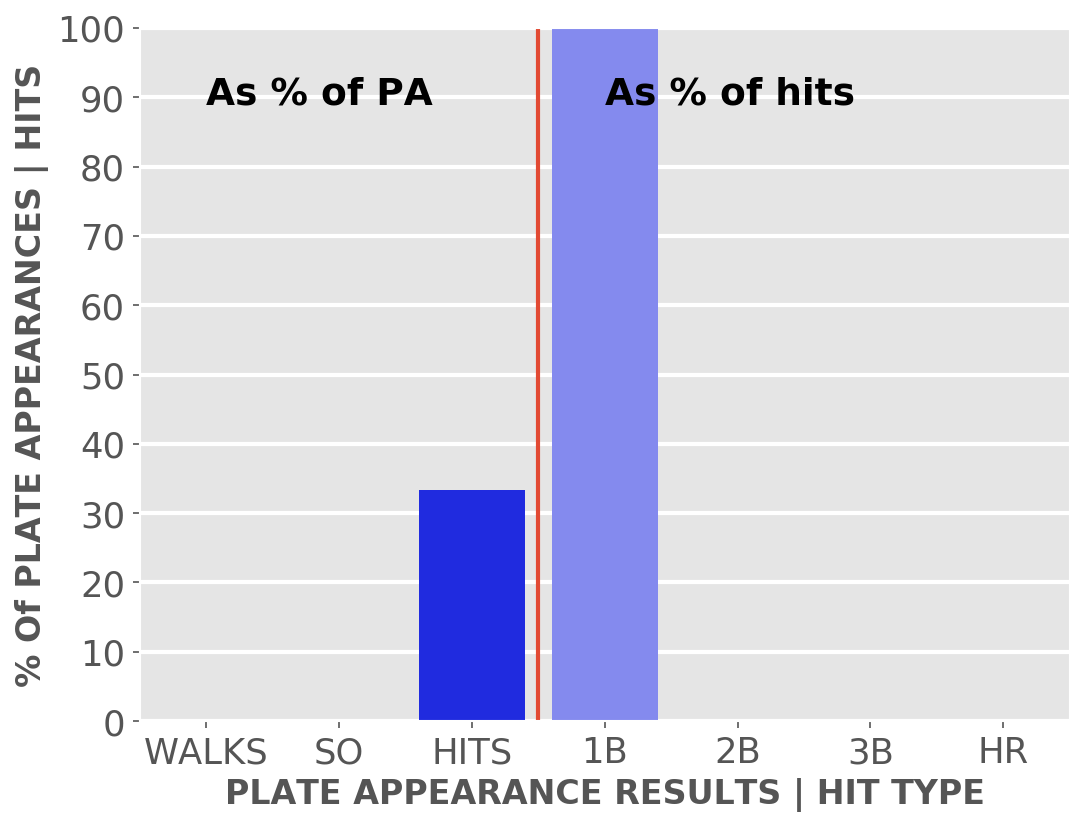 100
90
80
70
60
50
40
30
20
10
0
% Of PLATE APPEARANCES | HITS
As % of PA
As % of hits
WALKS SO HITS 1B 2B 3B HR
PLATE APPEARANCE RESULTS | HIT TYPE